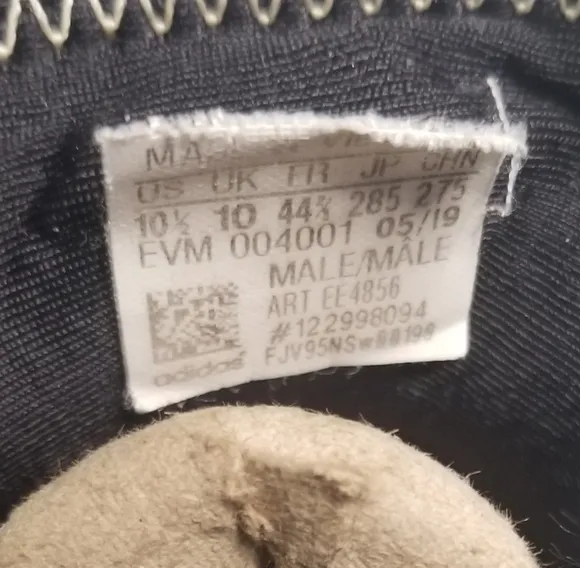 US UK FR JP CHN
10½ 10 44⅔ 285 275
EVM 004001 05/19
MALE/MÂLE
ART EE4856
#122998094
adidas